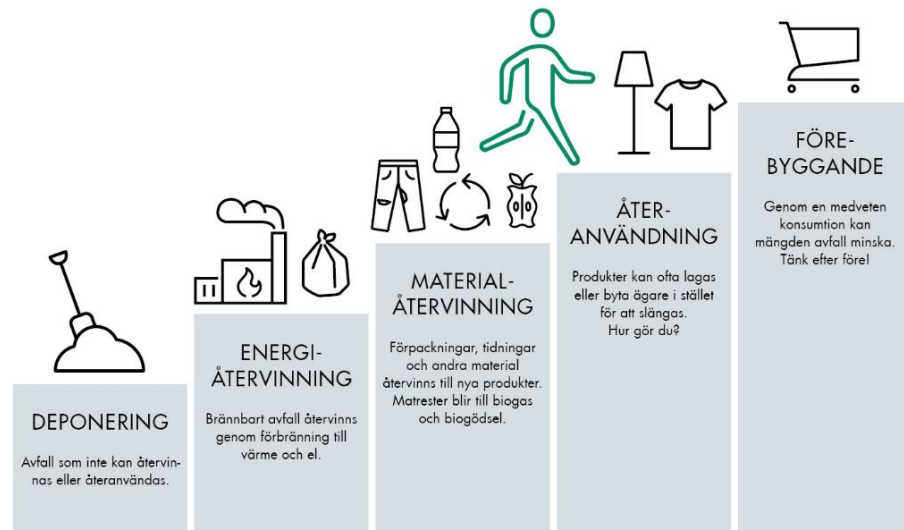 DEPONERING
Avfall som inte kan återvin-
nas eller återanvändas.
ENERGI-
ÅTERVINNING
Brännbart avfall återvinns
genom förbränning till
värme och el.
MATERIAL-
ÅTERVINNING
Förpackningar, tidningar
och andra material
återvinns till nya produkter.
Matrester blir till biogas
och biogödsel.
ÅTER-
ANVÄNDNING
Produkter kan ofta lagas
eller byta ägare i stället
för att slängas.
Hur gör du?
FÖRE-
BYGGANDE
Genom en medveten
konsumtion kan
mängden avfall minska.
Tänk efter före!